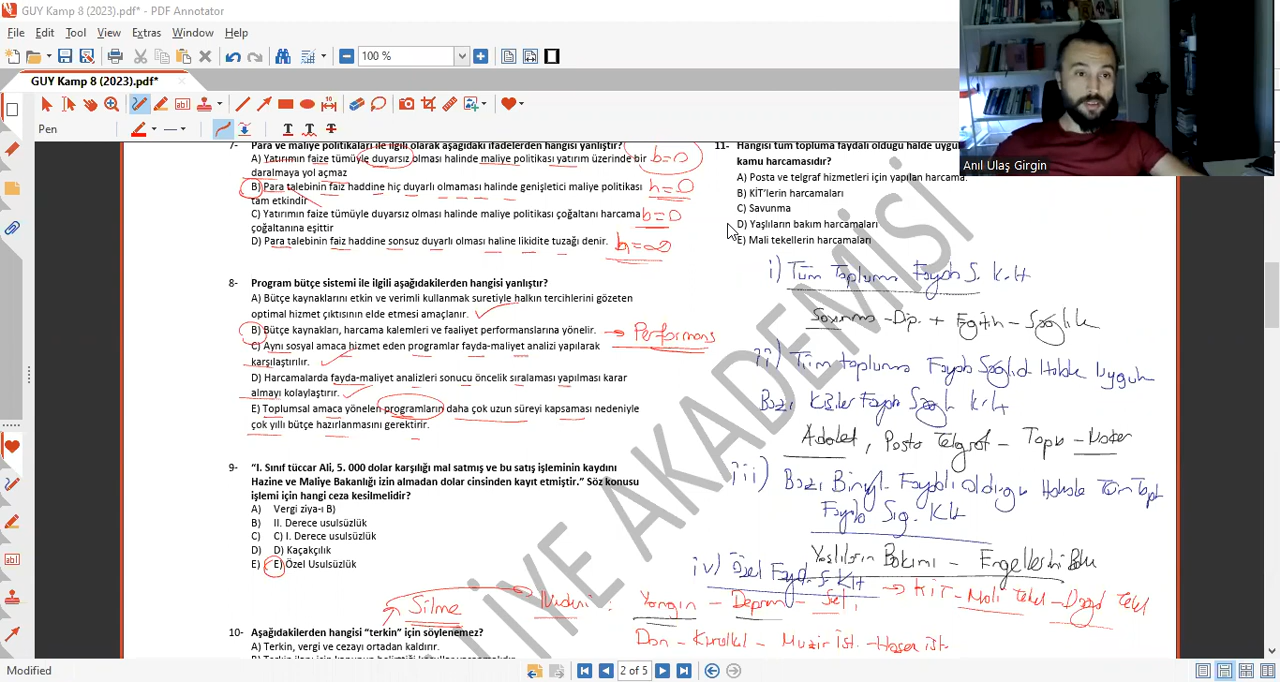 GUY Kamp 8 (2023).pdf* - PDF Annotator
File Edit Tool View Extras Window Help
100 %
GUY Kamp 8 (2023).pdf*
Pen
Anıl Ulaş Girgin
7- Para ve maliye politikaları ile ilgili olarak aşağıdaki ifadelerden hangisi yanlıştır?
A) Yatırımın faize tümüyle duyarsız olması halinde maliye politikası yatırım üzerinde bir b=0
daralmaya yol açmaz
B) Para talebinin faiz haddine hiç duyarlı olmaması halinde genişletici maliye politikası h=0
tam etkindir
C) Yatırımın faize tümüyle duyarsız olması halinde maliye politikası çoğaltanı harcama b=0
çoğaltanına eşittir
D) Para talebinin faiz haddine sonsuz duyarlı olması haline likidite tuzağı denir. h=∞
8- Program bütçe sistemi ile ilgili aşağıdakilerden hangisi yanlıştır?
A) Bütçe kaynaklarını etkin ve verimli kullanmak suretiyle halkın tercihlerini gözeten
optimal hizmet çıktısının elde etmesi amaçlanır.
B) Bütçe kaynakları, harcama kalemleri ve faaliyet performanslarına yönelir. → Performans
C) Aynı sosyal amaca hizmet eden programlar fayda-maliyet analizi yapılarak
karşılaştırılır.
D) Harcamalarda fayda-maliyet analizleri sonucu öncelik sıralaması yapılması karar
almayı kolaylaştırır.
E) Toplumsal amaca yönelen programların daha çok uzun süreyi kapsaması nedeniyle
çok yıllı bütçe hazırlanmasını gerektirir.
9- "I. Sınıf tüccar Ali, 5. 000 dolar karşılığı mal satmış ve bu satış işleminin kaydını
Hazine ve Maliye Bakanlığı izin almadan dolar cinsinden kayıt etmiştir." Söz konusu
işlemi için hangi ceza kesilmelidir?
A) Vergi ziya-ı B)
B) II. Derece usulsüzlük
C) C) I. Derece usulsüzlük
D) D) Kaçakçılık
E) E) Özel Usulsüzlük
Silme → Nedeni : Yangın - Deprem - Sel,
Don - Kuraklık - Muzır ist. - Haşere ist.
10- Aşağıdakilerden hangisi "terkin" için söylenemez?
A) Terkin, vergi ve cezayı ortadan kaldırır.
11- Hangisi tüm topluma faydalı olduğu halde
kamu harcamasıdır?
A) Posta ve telgraf hizmetleri için yapılan harcama.
B) KİT'lerin harcamaları
C) Savunma
D) Yaşlıların bakım harcamaları
E) Mali tekellerin harcamaları
i) Tüm Topluma Faydalı S. K.H
Savunma - Dip. + Eğitim - Sağlık
ii) Tüm topluma Fayda Sağladı Halde Uygun
Bazı Kişilere Fayda Sağl. K.H
Adalet, Posta Telgraf - Tapu - Noter
iii) Bazı Faydalı olduğu Halde Tüm Topl
Fayda Sağ. KH
Yaşlıların Bakımı - Engellerin
iv) Özel Fayd. S KH → KİT - Mali Tekel - Doğal Tekel
İYE AKADEMİSİ
Modified
2 of 5